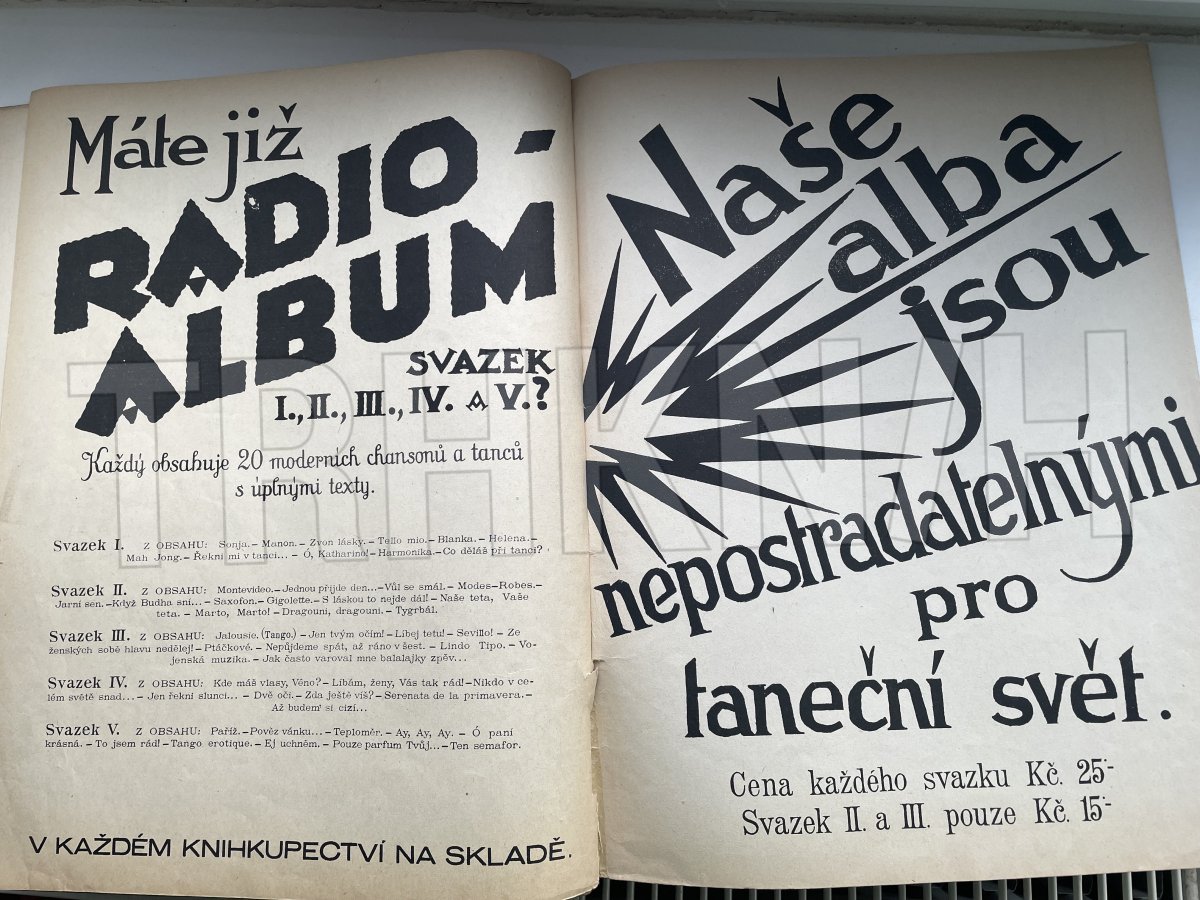 Máte již
RADIO-
ALBUM
SVAZEK
I., II., III., IV. A V.?
Každý obsahuje 20 moderních chansonů a tanců
s úplnými texty.
Svazek I. Z OBSAHU: Sonja.– Manon.– Zvon lásky.– Tello mio.– Blanka.– Helena.–
Mah Jong.– Řekni mi v tanci...– Ó, Katharino!– Harmonika.– Co děláš při tanci?
Svazek II. Z OBSAHU: Montevideo.– Jednou přijde den...– Vůl se smál.– Modes-Robes.–
Jarní sen.– Když Budha sní...– Saxofon.– Gigolette.– S láskou to nejde dál!– Naše teta, Vaše
teta.– Marto, Marto!– Dragouni, dragouni.– Tygrbál.
Svazek III. Z OBSAHU: Jalousie. (Tango.)– Jen tvým očím!– Líbej tetu!– Sevillo!– Ze
ženských sobě hlavu nedělej!– Ptáčkové.– Nepůjdeme spát, až ráno v šest.– Lindo Tipo.– Vo-
jenská muzika.– Jak často varoval mne balalajky zpěv...
Svazek IV. Z OBSAHU: Kde máš vlasy, Věno?– Líbám, ženy, Vás tak rád!– Nikdo v ce-
lém světě snad...– Jen řekni slunci...– Dvě oči.– Zda ještě víš?– Serenata de la primavera.–
Až budem' si cizí...
Svazek V. Z OBSAHU: Paříž.– Pověz vánku...– Teploměr.– Ay, Ay, Ay.– Ó paní
krásná.– To jsem rád!– Tango erotique.– Ej uchněm.– Pouze parfum Tvůj...– Ten semafor.
V KAŽDÉM KNIHKUPECTVÍ NA SKLADĚ.
Naše
alba
jsou
nepostradatelnými
pro
taneční svět.
Cena každého svazku Kč. 25·-
Svazek II. a III. pouze Kč. 15·-
TRHKNIH